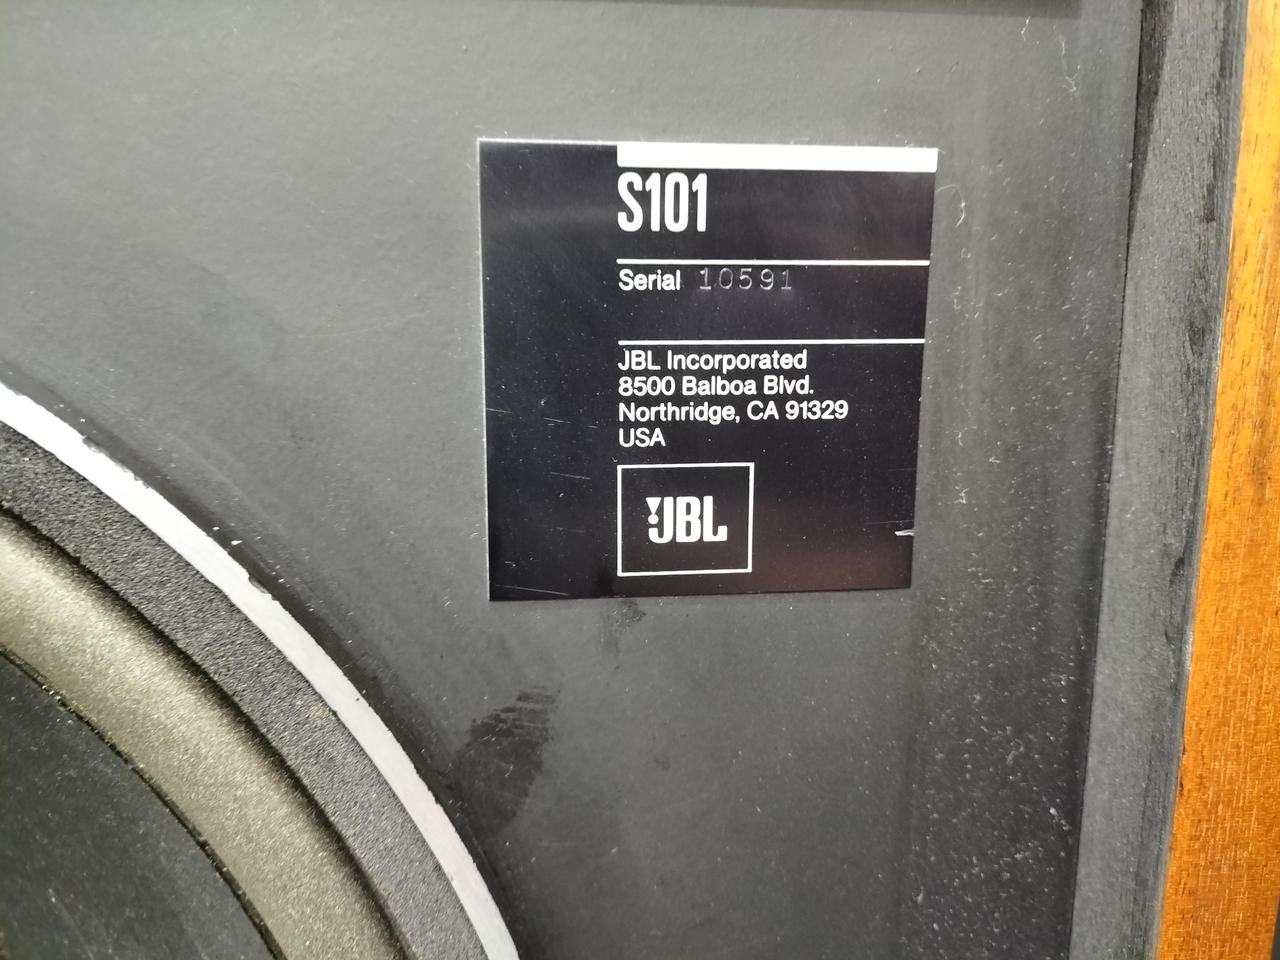 S101
Serial 10591
JBL Incorporated
8500 Balboa Blvd.
Northridge, CA 91329
USA
JBL